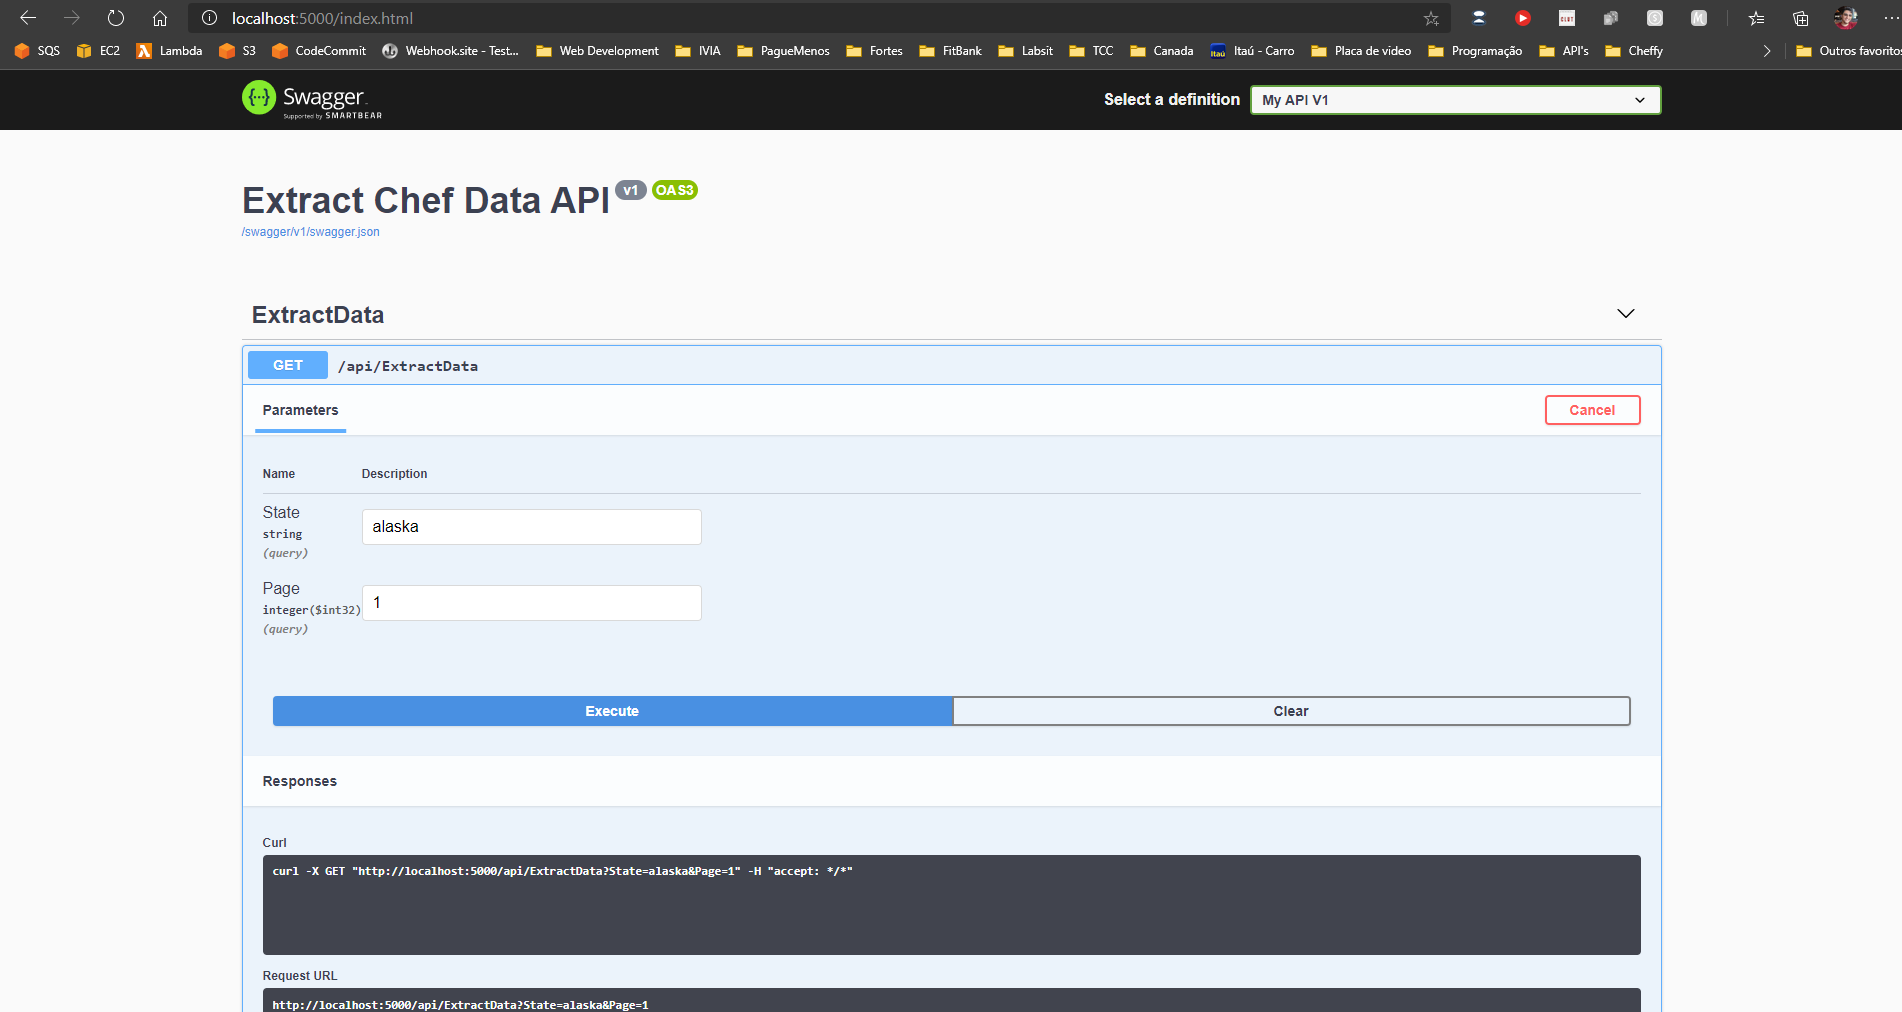 localhost:5000/index.html
SQS EC2 Lambda S3 CodeCommit Webhook.site - Test... Web Development IVIA PagueMenos Fortes FitBank Labsit TCC Canada Itaú - Carro Placa de video Programação API's Cheffy Outros favoritos
Swagger
Supported by SMARTBEAR
Select a definition My API V1
Extract Chef Data API v1 OAS3
/swagger/v1/swagger.json
ExtractData
GET /api/ExtractData
Parameters Cancel
Name Description
State
string
(query)
alaska
Page
integer($int32)
(query)
1
Execute Clear
Responses
Curl
curl -X GET "http://localhost:5000/api/ExtractData?State=alaska&Page=1" -H "accept: */*"
Request URL
http://localhost:5000/api/ExtractData?State=alaska&Page=1